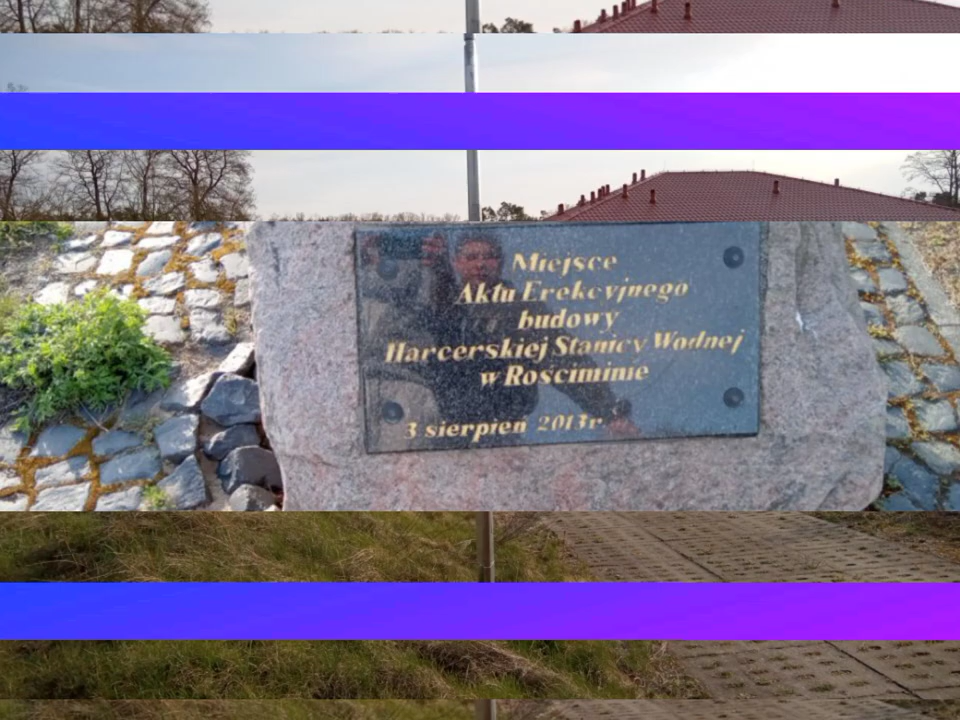 Miejsce
Aktu Erekcyjnego
budowy
Harcerskiej Stanicy Wodnej
w Rościminie
3 sierpień 2013r.